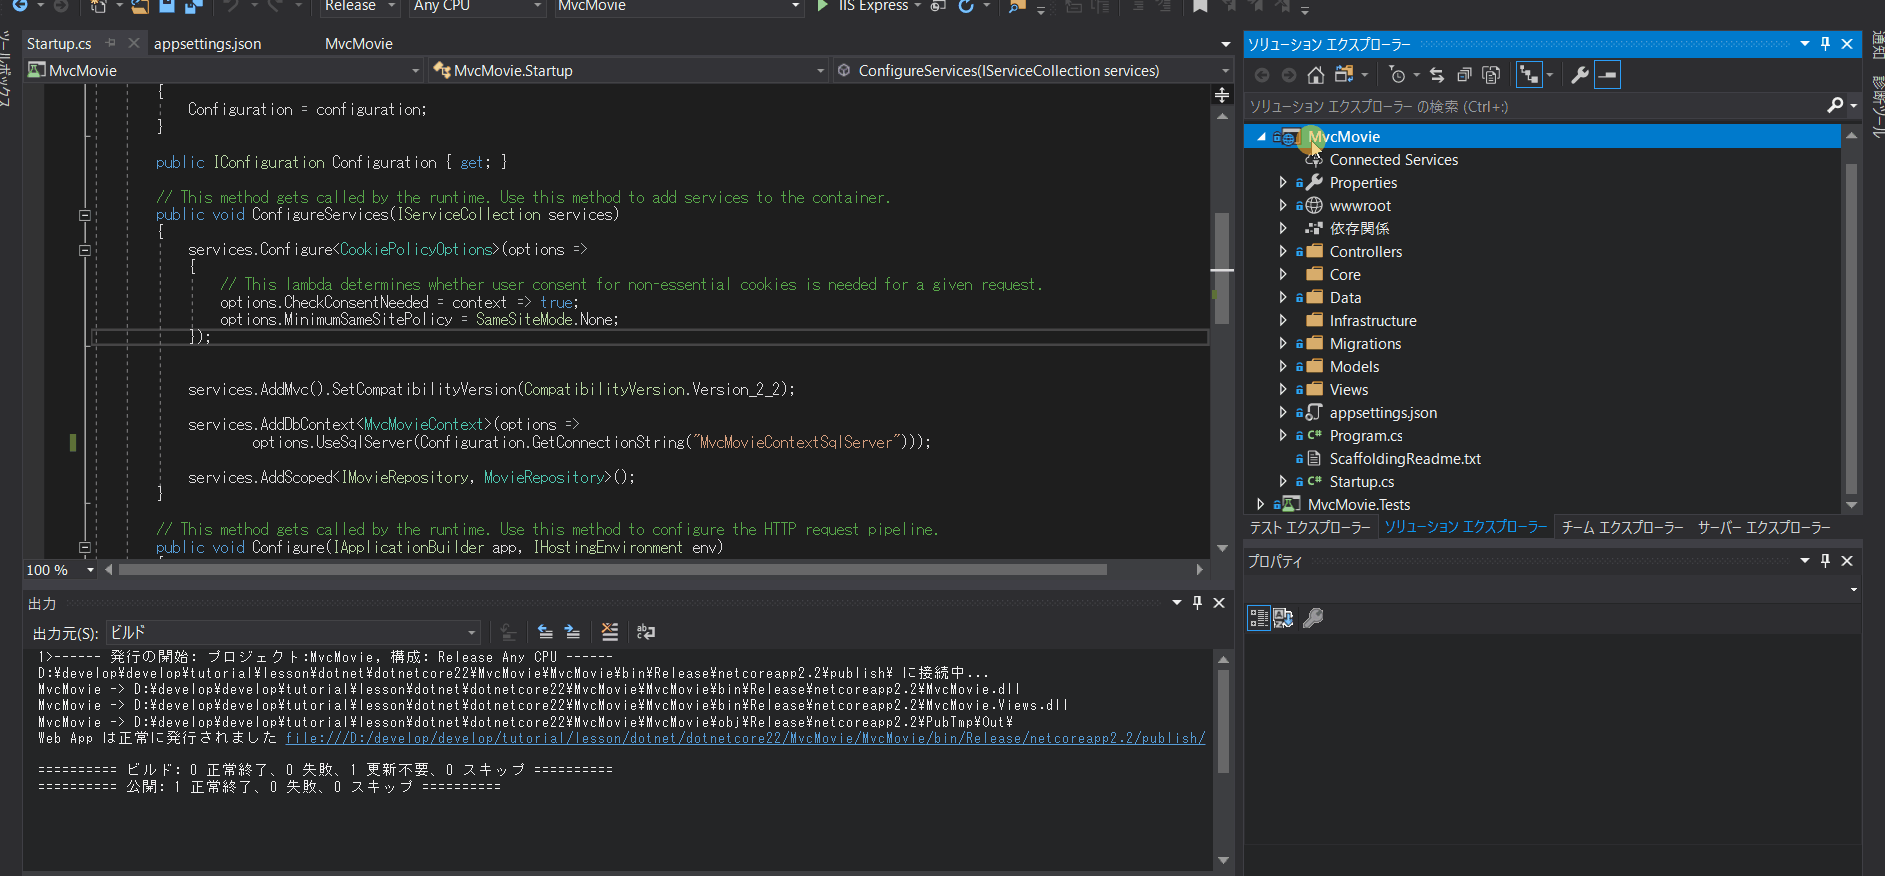 Release Any CPU MvcMovie IIS Express
Startup.cs appsettings.json MvcMovie
MvcMovie MvcMovie.Startup ConfigureServices(IServiceCollection services)
{
Configuration = configuration;
}
public IConfiguration Configuration { get; }
// This method gets called by the runtime. Use this method to add services to the container.
public void ConfigureServices(IServiceCollection services)
{
services.Configure<CookiePolicyOptions>(options =>
{
// This lambda determines whether user consent for non-essential cookies is needed for a given request.
options.CheckConsentNeeded = context => true;
options.MinimumSameSitePolicy = SameSiteMode.None;
});
services.AddMvc().SetCompatibilityVersion(CompatibilityVersion.Version_2_2);
services.AddDbContext<MvcMovieContext>(options =>
options.UseSqlServer(Configuration.GetConnectionString("MvcMovieContextSqlServer")));
services.AddScoped<IMovieRepository, MovieRepository>();
}
// This method gets called by the runtime. Use this method to configure the HTTP request pipeline.
public void Configure(IApplicationBuilder app, IHostingEnvironment env)
100 %
出力
出力元(S): ビルド
1>------ 発行の開始: プロジェクト:MvcMovie, 構成: Release Any CPU ------
D:¥develop¥develop¥tutorial¥lesson¥dotnet¥dotnetcore22¥MvcMovie¥MvcMovie¥bin¥Release¥netcoreapp2.2¥publish¥ に接続中...
MvcMovie -> D:¥develop¥develop¥tutorial¥lesson¥dotnet¥dotnetcore22¥MvcMovie¥MvcMovie¥bin¥Release¥netcoreapp2.2¥MvcMovie.dll
MvcMovie -> D:¥develop¥develop¥tutorial¥lesson¥dotnet¥dotnetcore22¥MvcMovie¥MvcMovie¥bin¥Release¥netcoreapp2.2¥MvcMovie.Views.dll
MvcMovie -> D:¥develop¥develop¥tutorial¥lesson¥dotnet¥dotnetcore22¥MvcMovie¥MvcMovie¥obj¥Release¥netcoreapp2.2¥PubTmp¥Out¥
Web App は正常に発行されました file:///D:/develop/develop/tutorial/lesson/dotnet/dotnetcore22/MvcMovie/MvcMovie/bin/Release/netcoreapp2.2/publish/
========== ビルド: 0 正常終了、0 失敗、1 更新不要、0 スキップ ==========
========== 公開: 1 正常終了、0 失敗、0 スキップ ==========
ソリューション エクスプローラー
ソリューション エクスプローラー の検索 (Ctrl+:)
MvcMovie
Connected Services
Properties
wwwroot
依存関係
Controllers
Core
Data
Infrastructure
Migrations
Models
Views
appsettings.json
C# Program.cs
ScaffoldingReadme.txt
C# Startup.cs
MvcMovie.Tests
テスト エクスプローラー ソリューション エクスプローラー チーム エクスプローラー サーバー エクスプローラー
プロパティ
通知
診断ツール